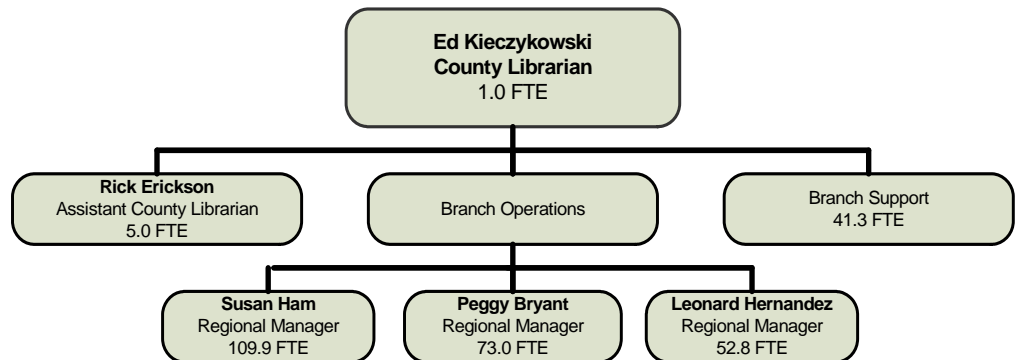 Ed Kieczykowski
County Librarian
1.0 FTE
Rick Erickson
Assistant County Librarian
5.0 FTE
Branch Operations
Branch Support
41.3 FTE
Susan Ham
Regional Manager
109.9 FTE
Peggy Bryant
Regional Manager
73.0 FTE
Leonard Hernandez
Regional Manager
52.8 FTE